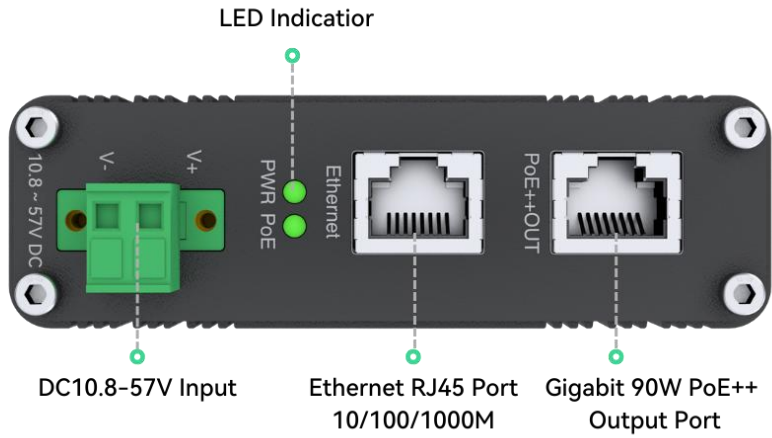 LED Indicatior
10.8 ~ 57V DC
V-
V+
PWR
PoE
Ethernet
PoE++OUT
DC10.8-57V Input
Ethernet RJ45 Port
10/100/1000M
Gigabit 90W PoE++
Output Port